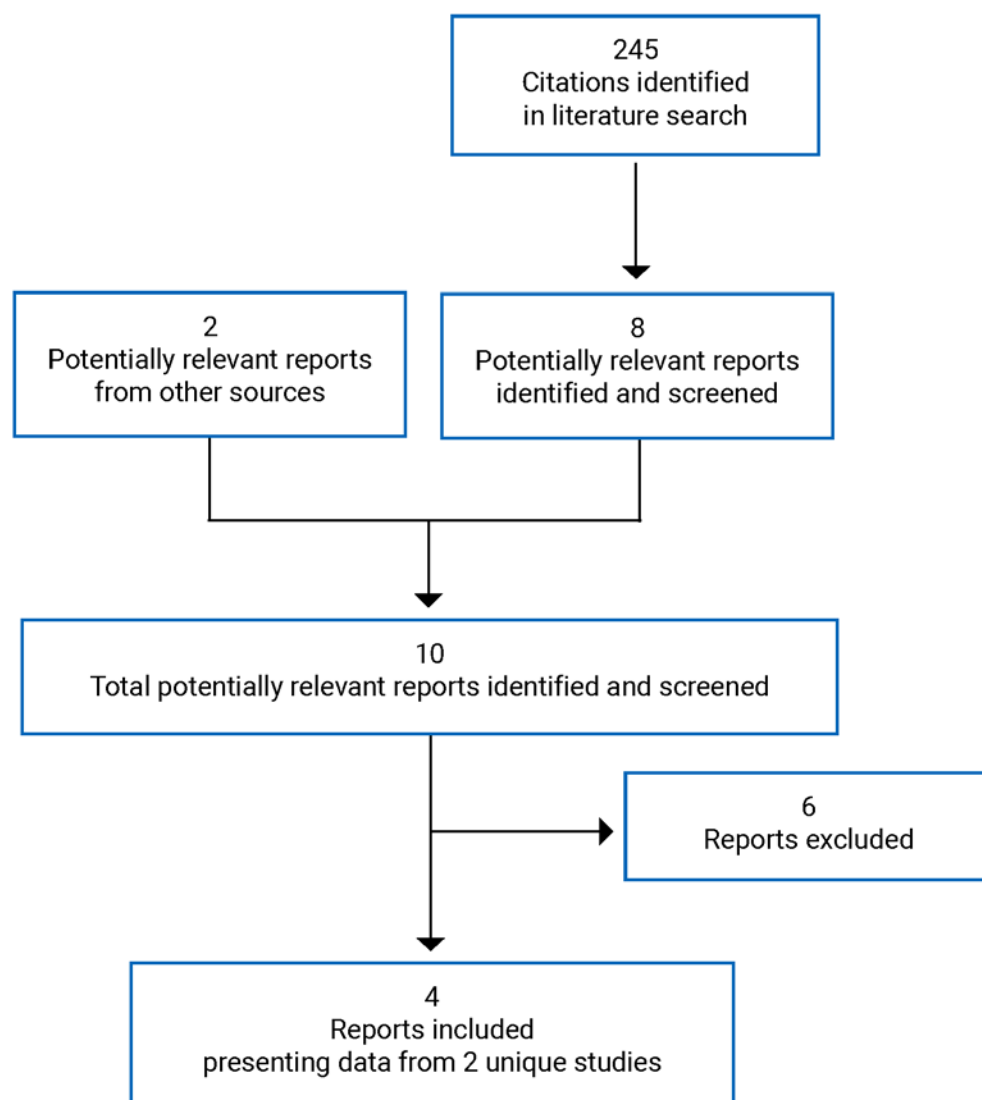 245
Citations identified
in literature search
2
Potentially relevant reports
from other sources
8
Potentially relevant reports
identified and screened
10
Total potentially relevant reports identified and screened
6
Reports excluded
4
Reports included
presenting data from 2 unique studies